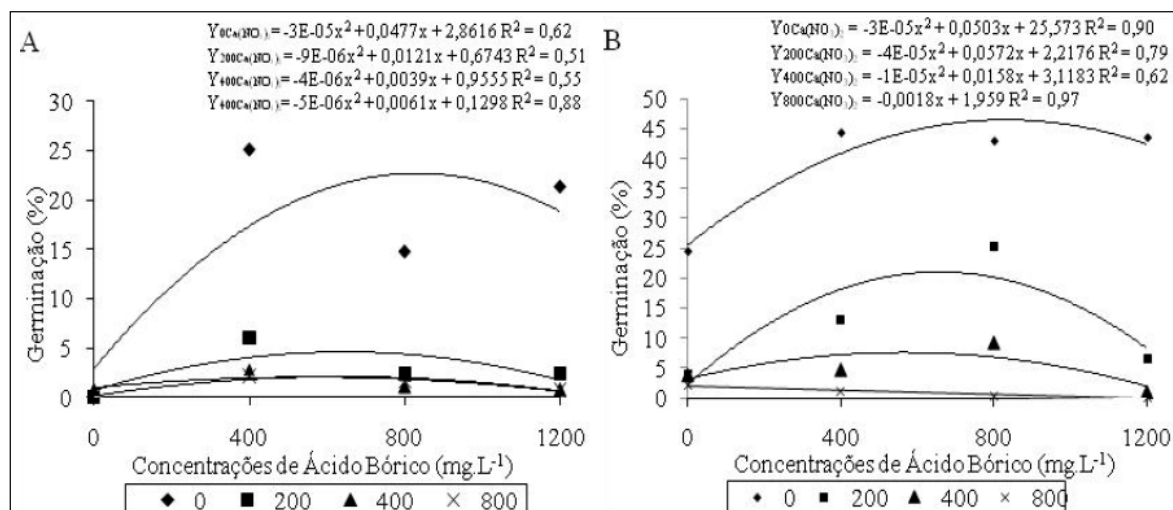 A
Y0Ca(NO3)2 = -3E-05x² + 0,0477x + 2,8616 R² = 0,62
Y200Ca(NO3)2 = -9E-06x² + 0,0121x + 0,6743 R² = 0,51
Y400Ca(NO3)2 = -4E-06x² + 0,0039x + 0,9555 R² = 0,55
= -5E-06x² + 0,0061x + 0,1298 R² = 0,88
Germinação (%)
30
25
20
15
10
5
0
0 400 800 1200
Concentrações de Ácido Bórico (mg.L⁻¹)
0 200 400 800
B
Y0Ca(NO3)2 = -3E-05x² + 0,0503x + 25,573 R² = 0,90
Y200Ca(NO3)2 = -4E-05x² + 0,0572x + 2,2176 R² = 0,79
Y400Ca(NO3)2 = -1E-05x² + 0,0158x + 3,1183 R² = 0,62
Y800Ca(NO3)2 = -0,0018x + 1,959 R² = 0,97
Germinação (%)
50
45
40
35
30
25
20
15
10
5
0
0 400 800 1200
Concentrações de Ácido Bórico (mg.L⁻¹)
0 200 400 800